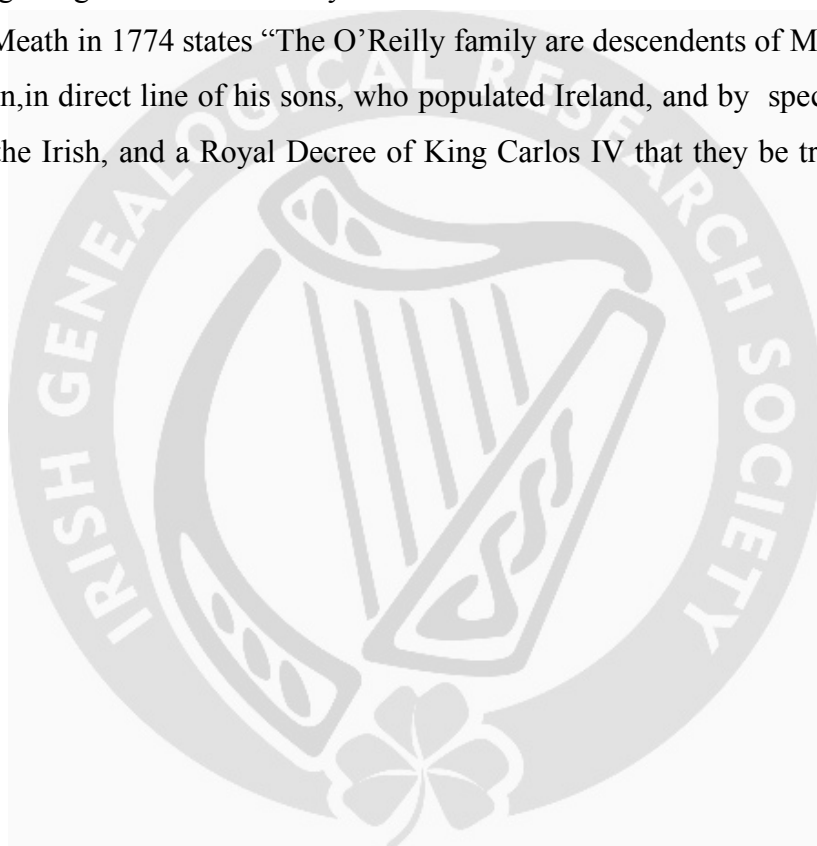 Meath in 1774 states “The O’Reilly family are descendents of M
n,in direct line of his sons, who populated Ireland, and by spec
the Irish, and a Royal Decree of King Carlos IV that they be tr
IRISH GENEALOGICAL RESEARCH SOCIETY